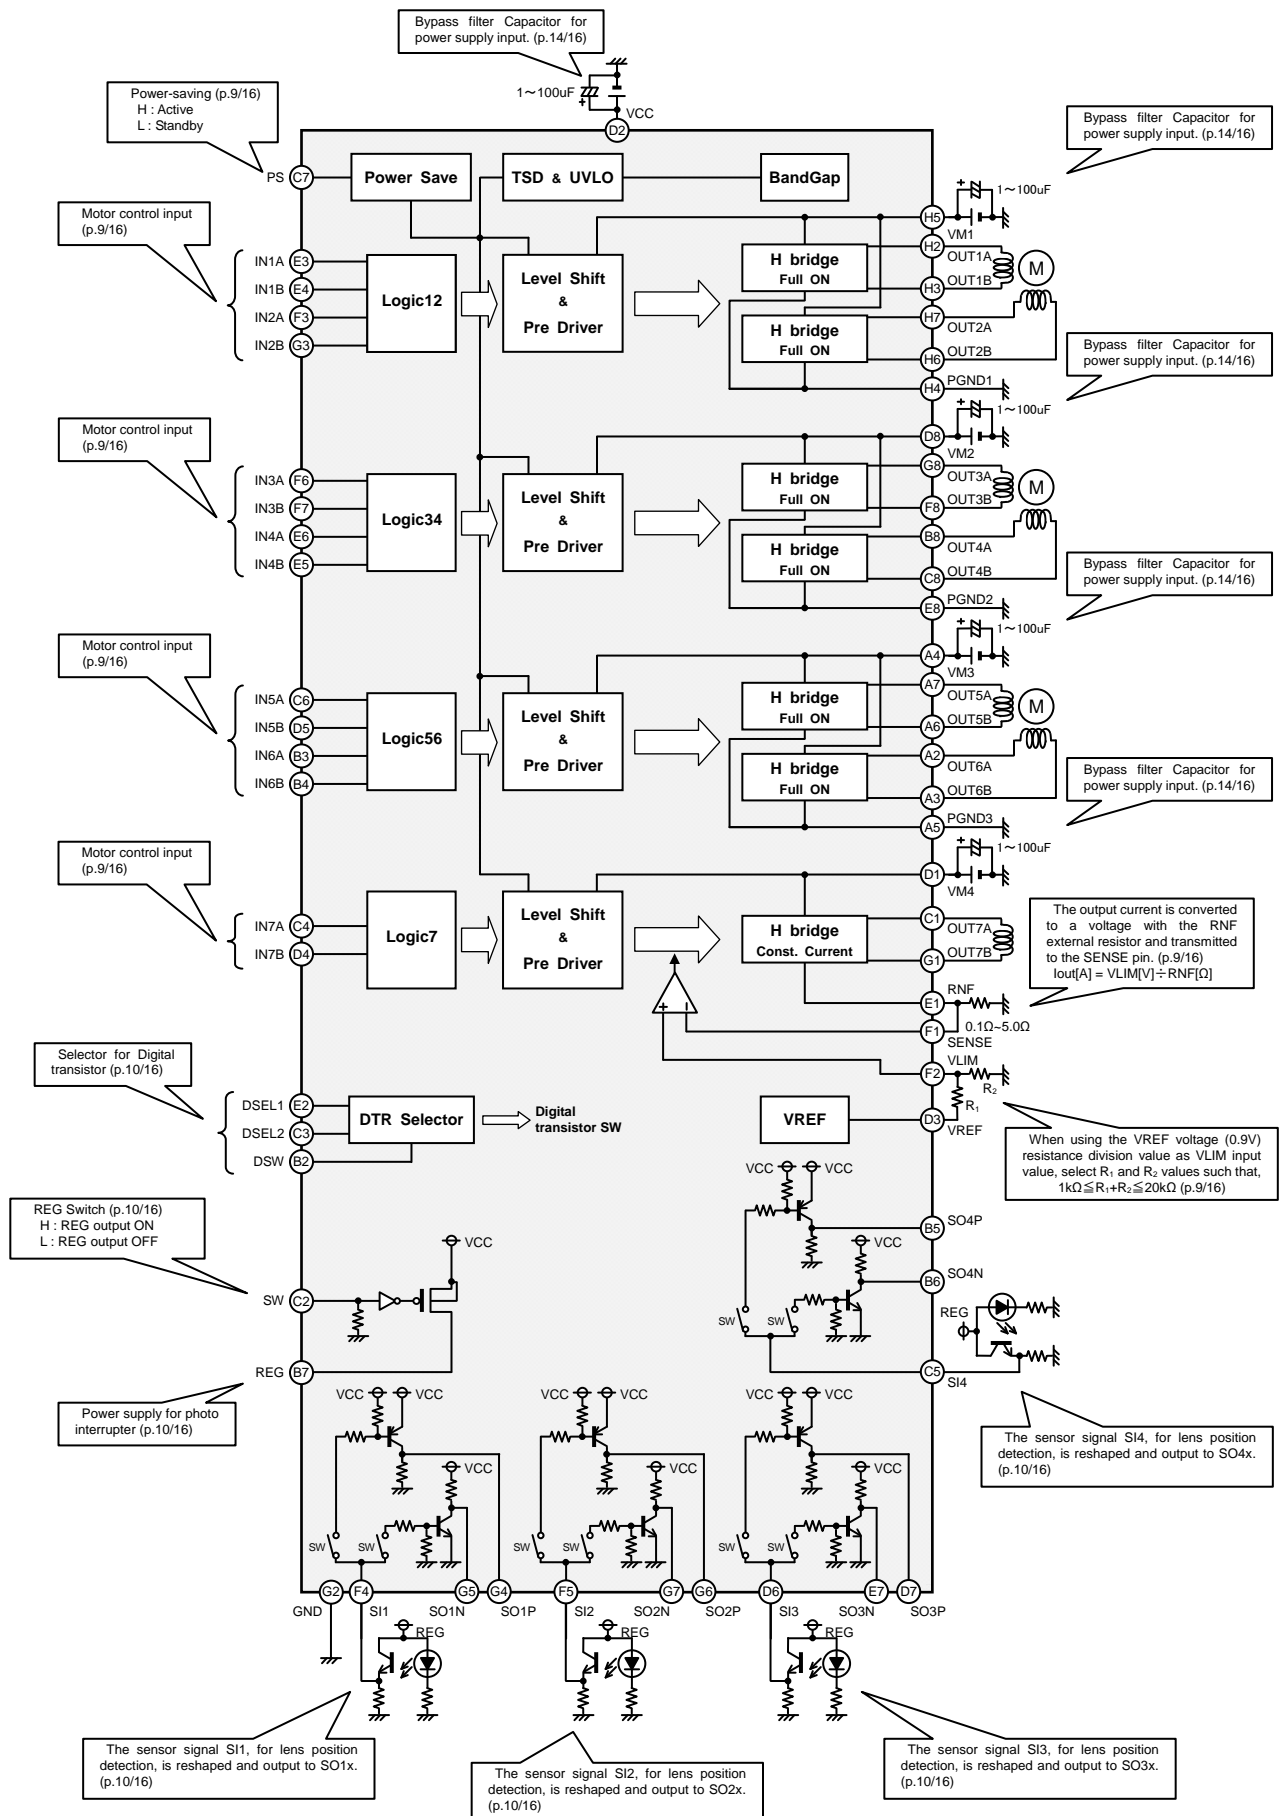 Bypass filter Capacitor for
power supply input. (p.14/16)
1～100uF
+
VCC
D2
Power-saving (p.9/16)
H : Active
L : Standby
PS C7
Power Save
TSD & UVLO
BandGap
Bypass filter Capacitor for
power supply input. (p.14/16)
+
1～100uF
H5
VM1
Motor control input
(p.9/16)
IN1A E3
IN1B E4
IN2A F3
IN2B G3
Logic12
Level Shift
&
Pre Driver
H bridge
Full ON
H bridge
Full ON
H2
OUT1A
H3 OUT1B
M
H7
OUT2A
H6 OUT2B
H4 PGND1
Bypass filter Capacitor for
power supply input. (p.14/16)
+
1～100uF
D8
VM2
Motor control input
(p.9/16)
IN3A F6
IN3B F7
IN4A E6
IN4B E5
Logic34
Level Shift
&
Pre Driver
H bridge
Full ON
H bridge
Full ON
G8
OUT3A
F8 OUT3B
M
B8
OUT4A
C8 OUT4B
E8 PGND2
Bypass filter Capacitor for
power supply input. (p.14/16)
+
1～100uF
A4
VM3
Motor control input
(p.9/16)
IN5A C6
IN5B D5
IN6A B3
IN6B B4
Logic56
Level Shift
&
Pre Driver
H bridge
Full ON
H bridge
Full ON
A7
OUT5A
A6 OUT5B
M
A2
OUT6A
A3 OUT6B
A5 PGND3
Bypass filter Capacitor for
power supply input. (p.14/16)
+
1～100uF
D1
VM4
Motor control input
(p.9/16)
IN7A C4
IN7B D4
Logic7
Level Shift
&
Pre Driver
H bridge
Const. Current
C1
OUT7A
G1 OUT7B
The output current is converted
to a voltage with the RNF
external resistor and transmitted
to the SENSE pin. (p.9/16)
Iout[A] = VLIM[V]÷RNF[Ω]
+ −
E1 RNF
0.1Ω~5.0Ω
F1
SENSE
F2 VLIM
R2
R1
D3
VREF
VREF
When using the VREF voltage (0.9V)
resistance division value as VLIM input
value, select R1 and R2 values such that,
1kΩ≦R1+R2≦20kΩ (p.9/16)
Selector for Digital
transistor (p.10/16)
DSEL1 E2
DSEL2 C3
DSW B2
DTR Selector
Digital
transistor SW
REG Switch (p.10/16)
H : REG output ON
L : REG output OFF
VCC
SW C2
REG B7
Power supply for photo
interrupter (p.10/16)
VCC VCC
B5 SO4P
VCC
B6 SO4N
SW SW
REG
C5
SI4
The sensor signal SI4, for lens position
detection, is reshaped and output to SO4x.
(p.10/16)
VCC VCC
VCC
SW SW
VCC VCC
VCC
SW SW
VCC VCC
VCC
SW SW
G2 F4 G5 G4 F5 G7 G6 D6 E7 D7
GND SI1 SO1N SO1P SI2 SO2N SO2P SI3 SO3N SO3P
REG REG REG
The sensor signal SI1, for lens position
detection, is reshaped and output to SO1x.
(p.10/16)
The sensor signal SI2, for lens position
detection, is reshaped and output to SO2x.
(p.10/16)
The sensor signal SI3, for lens position
detection, is reshaped and output to SO3x.
(p.10/16)